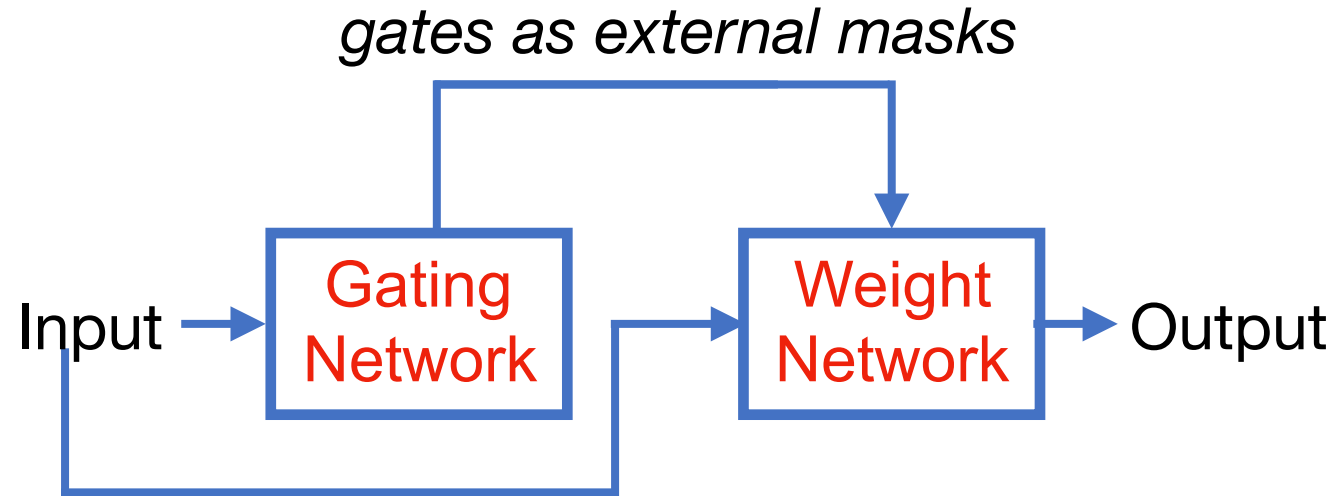 gates as external masks
Input
Gating
Network
Weight
Network
Output